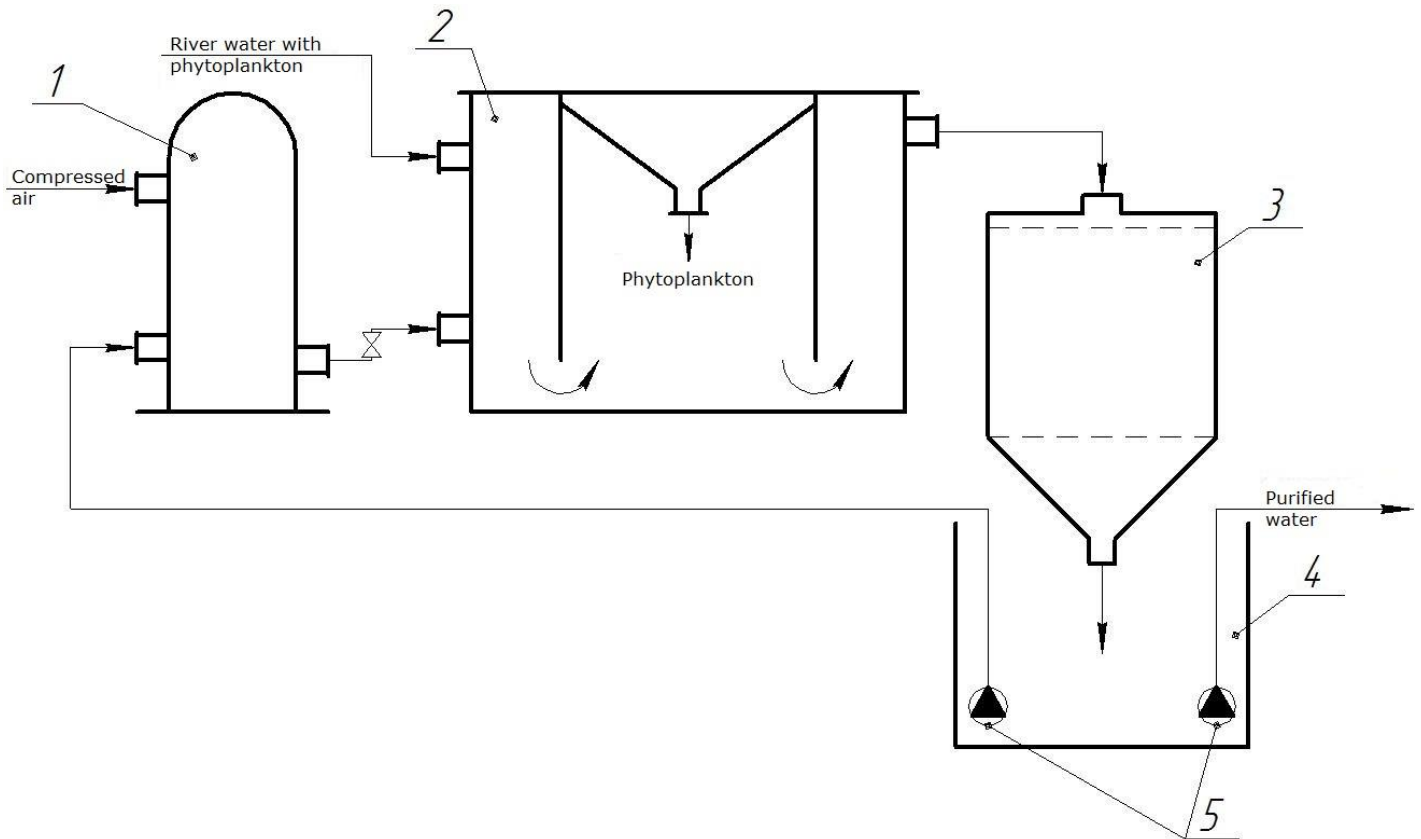 2
River water with
phytoplankton
1
Compressed
air
3
Phytoplankton
Purified
water
4
5